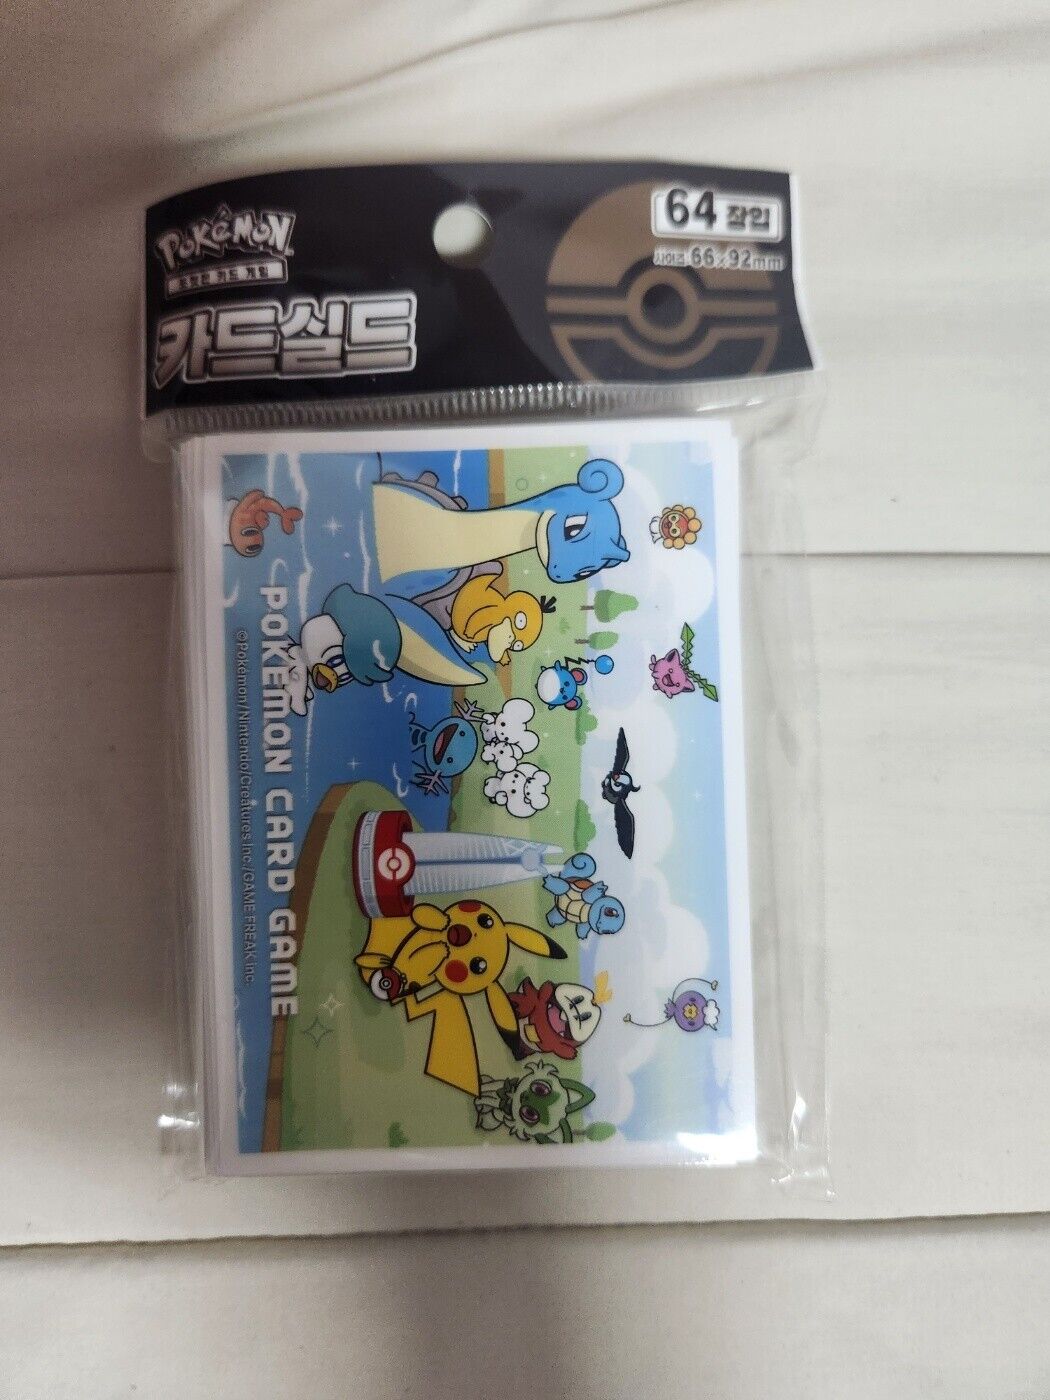 POKéMON
포켓몬 카드 게임
카드실드
64 장입
사이즈 66×92mm
POKEMON CARD GAME
©Pokémon/Nintendo/Creatures Inc./GAME FREAK inc.